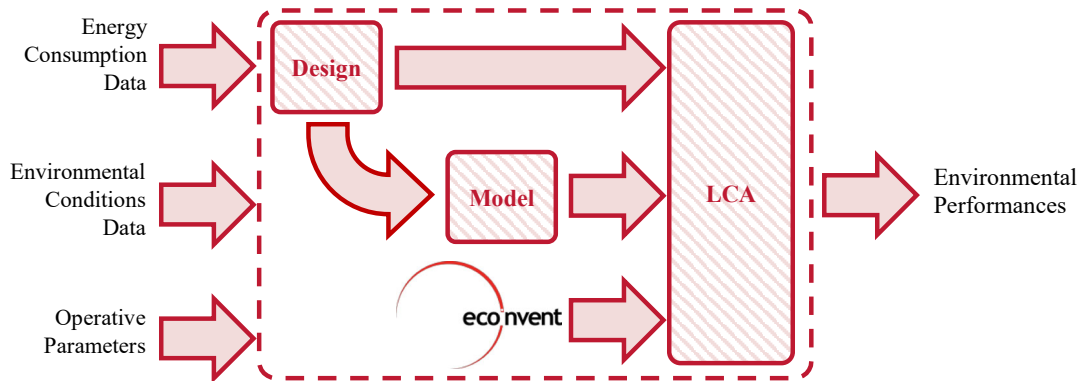 Energy
Consumption
Data
Design
Environmental
Conditions
Data
Model
LCA
Environmental
Performances
ecoinvent
Operative
Parameters